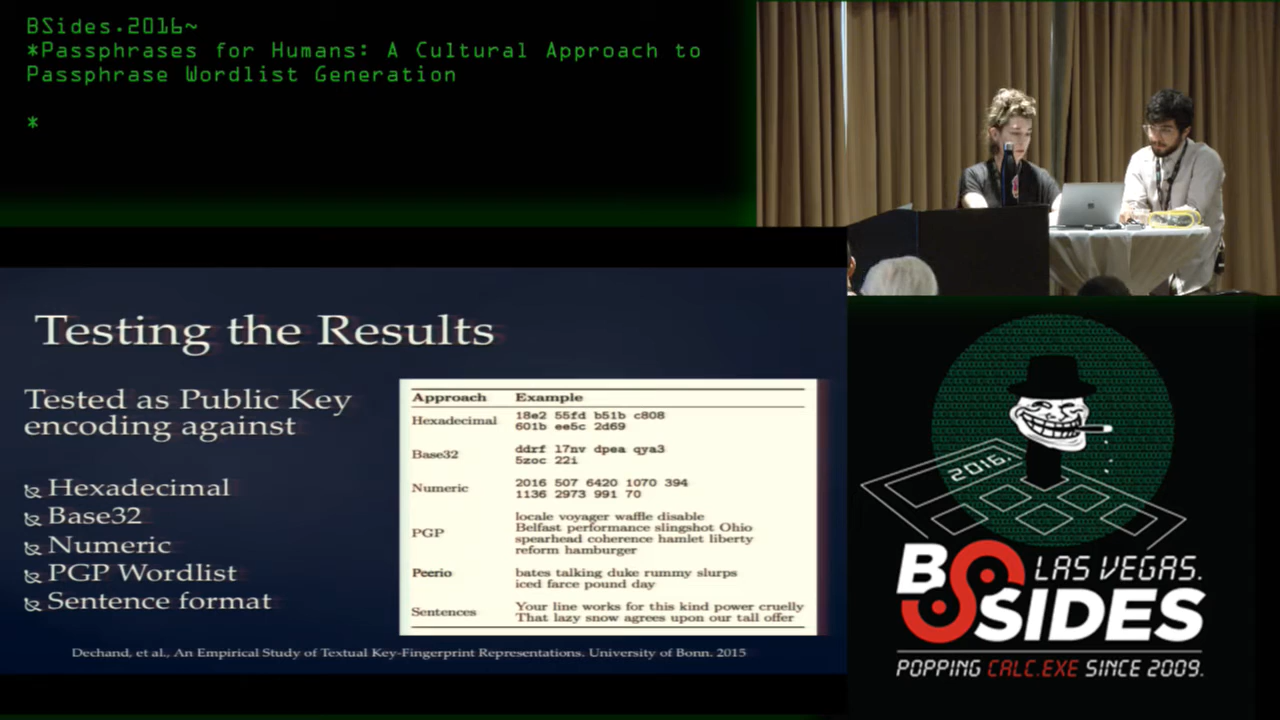 BSides.2016~
*Passphrases for Humans: A Cultural Approach to
Passphrase Wordlist Generation
*
Testing the Results
Tested as Public Key
encoding against
Hexadecimal
Base32
Numeric
PGP Wordlist
Sentence format
Approach Example
Hexadecimal 18e2 55fd b51b c808
601b ee5c 2d69
Base32 ddrf l7nv dpea qya3
5zoc 22i
Numeric 2016 507 6420 1070 394
1136 2973 991 70
PGP locale voyager waffle disable
Belfast performance slingshot Ohio
spearhead coherence hamlet liberty
reform hamburger
Peerio bates talking duke rummy slurps
iced farce pound day
Sentences Your line works for this kind power cruelly
That lazy snow agrees upon our tall offer
Dechand, et al., An Empirical Study of Textual Key-Fingerprint Representations. University of Bonn. 2015
2016.
BSIDES
LAS VEGAS.
POPPING CALC.EXE SINCE 2009.